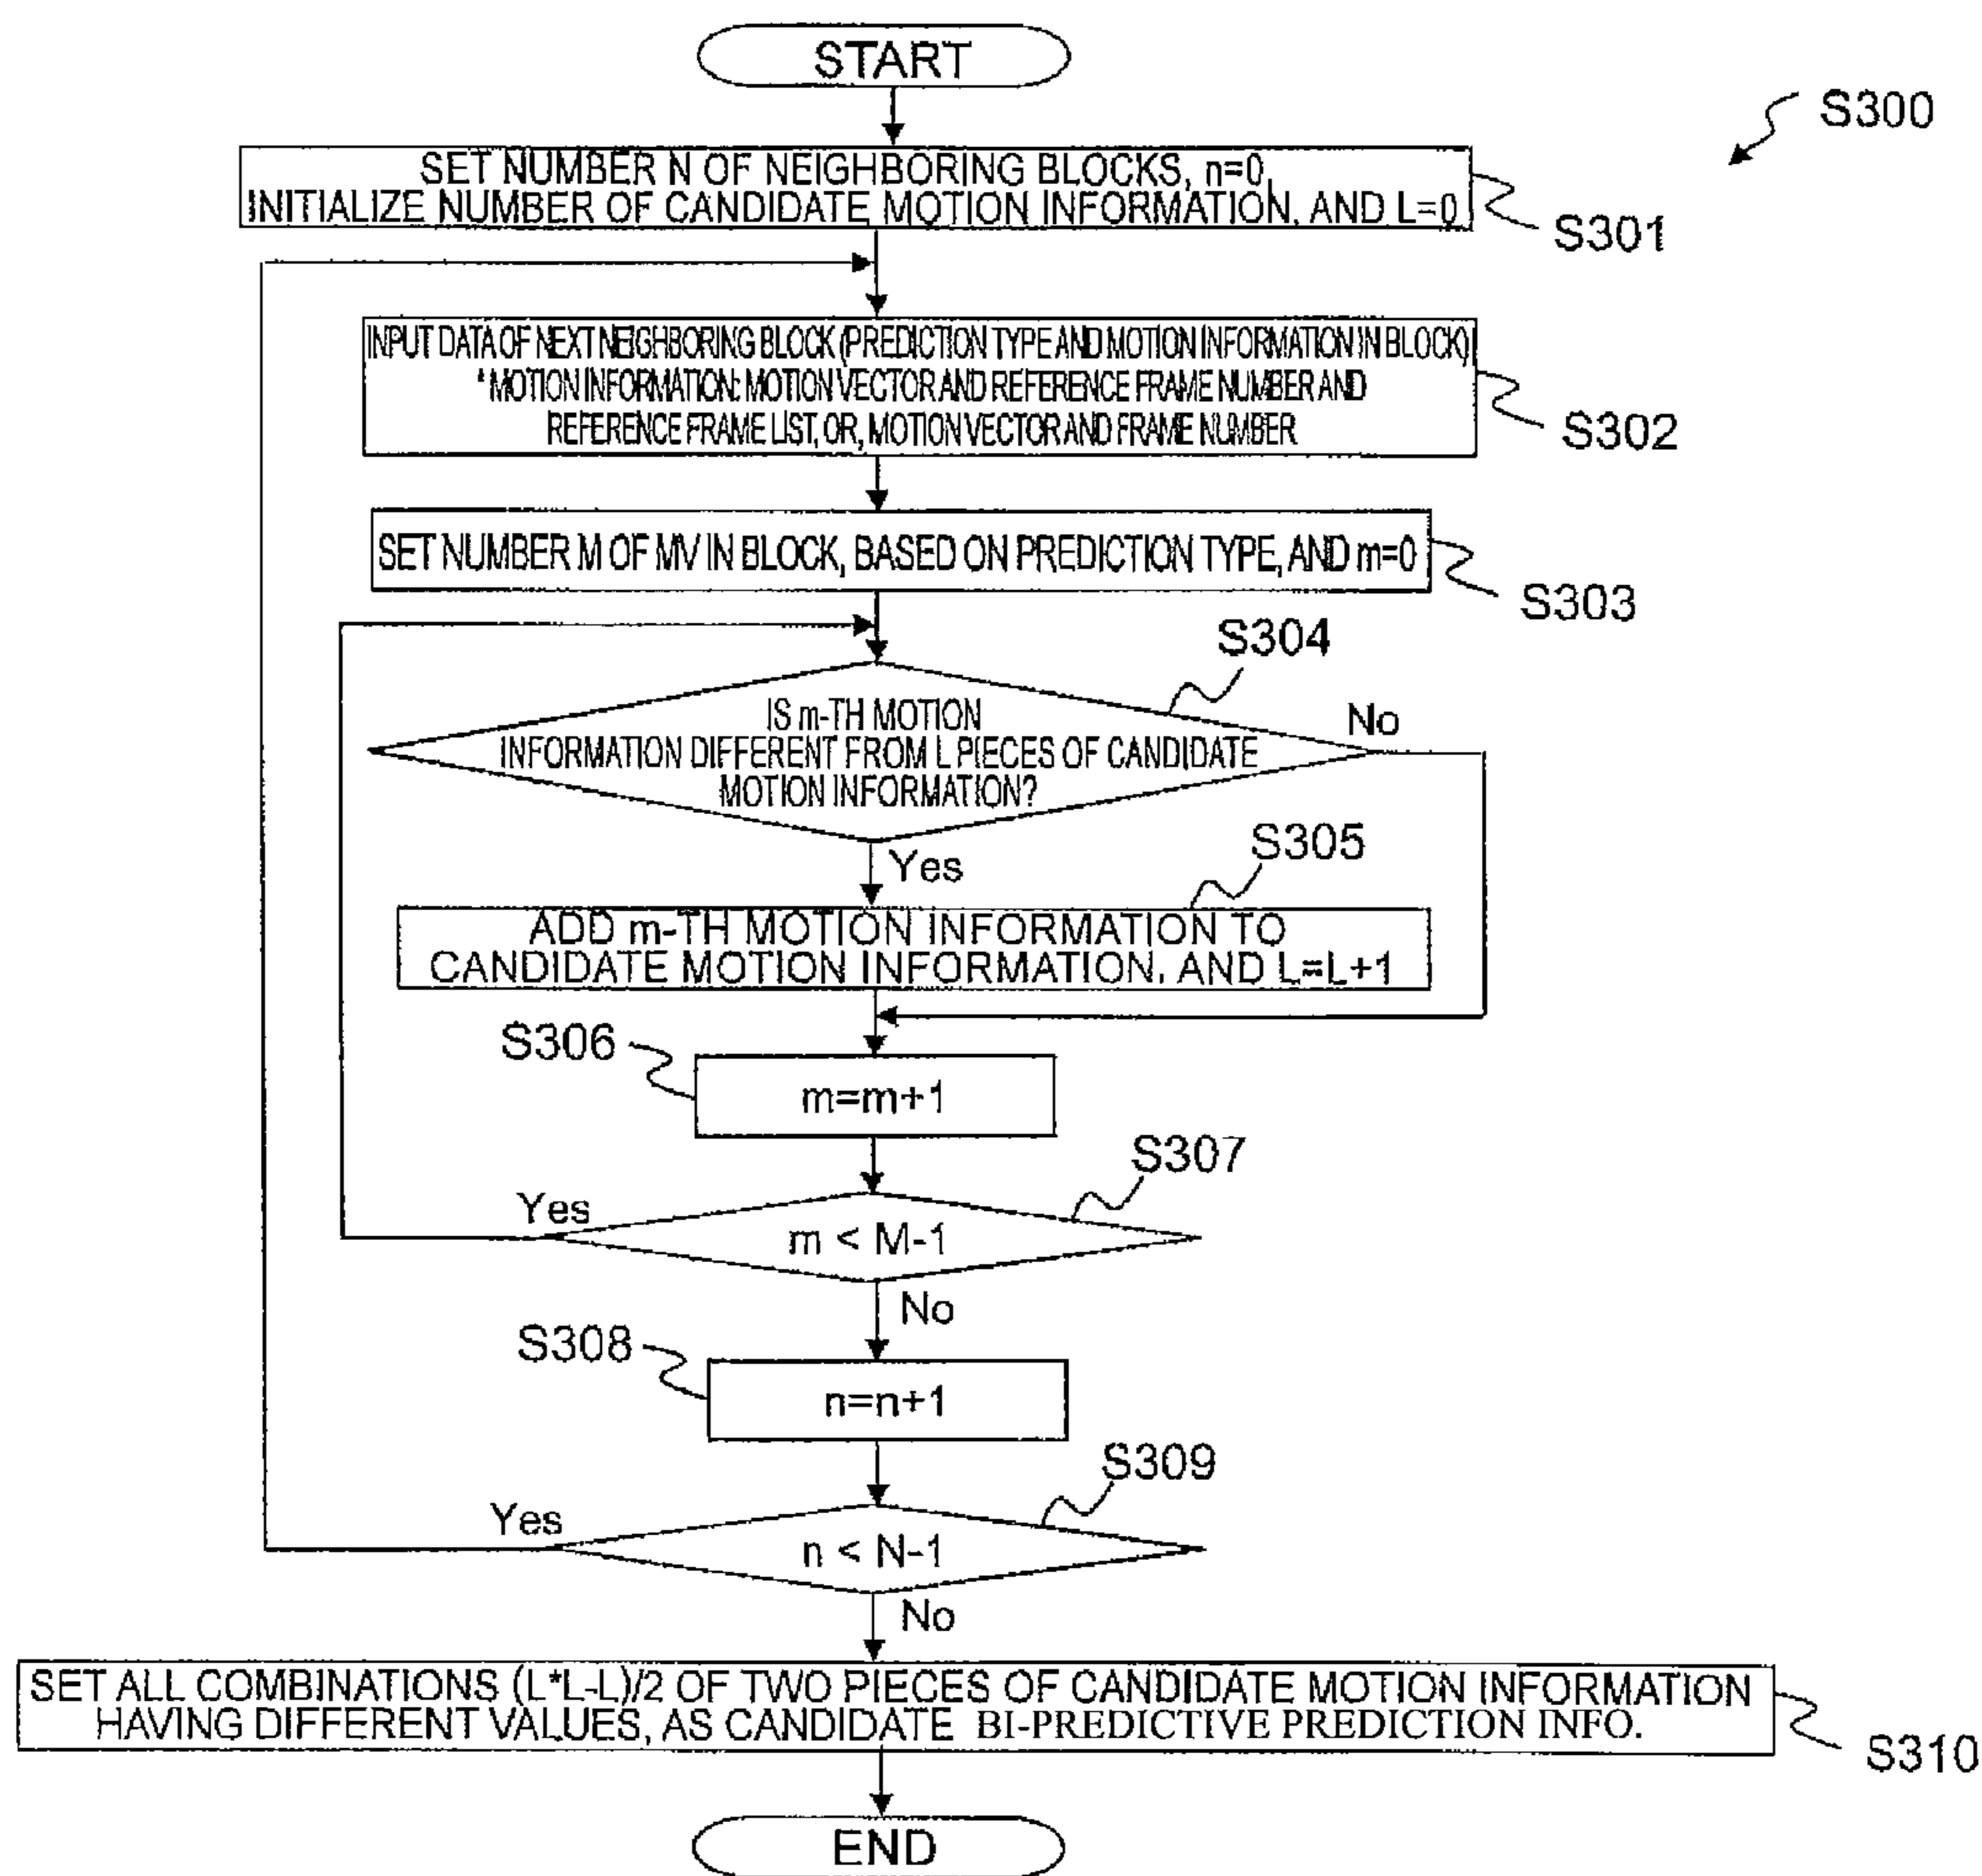 START
S300
SET NUMBER N OF NEIGHBORING BLOCKS, n=0,
INITIALIZE NUMBER OF CANDIDATE MOTION INFORMATION, AND L=0
S301
INPUT DATA OF NEXT NEIGHBORING BLOCK (PREDICTION TYPE AND MOTION INFORMATION IN BLOCK)
* MOTION INFORMATION: MOTION VECTOR AND REFERENCE FRAME NUMBER AND
REFERENCE FRAME LIST, OR, MOTION VECTOR AND FRAME NUMBER
S302
SET NUMBER M OF MV IN BLOCK, BASED ON PREDICTION TYPE, AND m=0
S303
S304
IS m-TH MOTION
INFORMATION DIFFERENT FROM L PIECES OF CANDIDATE
MOTION INFORMATION?
No
Yes
S305
ADD m-TH MOTION INFORMATION TO
CANDIDATE MOTION INFORMATION, AND L=L+1
S306
m=m+1
S307
Yes
m < M-1
No
S308
n=n+1
S309
Yes
n < N-1
No
SET ALL COMBINATIONS (L*L-L)/2 OF TWO PIECES OF CANDIDATE MOTION INFORMATION
HAVING DIFFERENT VALUES, AS CANDIDATE BI-PREDICTIVE PREDICTION INFO.
S310
END